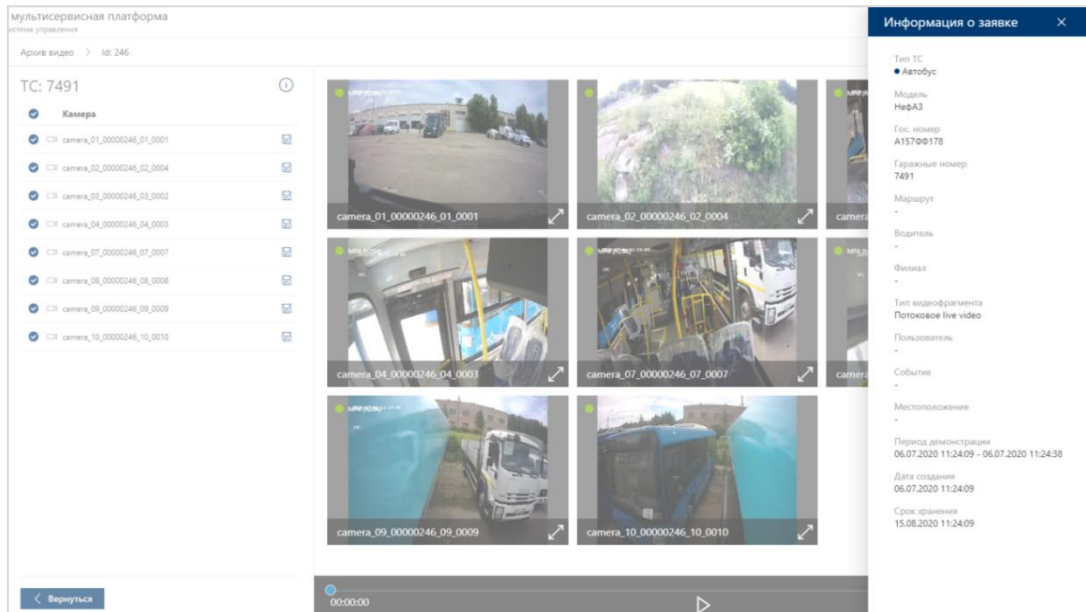 мультисервисная платформа
истема управления
Архив видео > Id: 246
ТС: 7491
Камера
camera_01_00000246_01_0001
camera_02_00000246_02_0004
camera_03_00000246_03_0002
camera_04_00000246_04_0003
camera_07_00000246_07_0007
camera_08_00000246_08_0008
camera_09_00000246_09_0009
camera_10_00000246_10_0010
Вернуться
camera_01_00000246_01_0001
camera_02_00000246_02_0004
camera
camera_04_00000246_04_0003
camera_07_00000246_07_0007
camera
camera_09_00000246_09_0009
camera_10_00000246_10_0010
00:00:00
Информация о заявке
Тип ТС
Автобус
Модель
НефАЗ
Гос. номер
А157ФФ178
Гаражные номер
7491
Маршрут
-
Водитель
-
Филиал
-
Тип видеофрагмента
Потоковое live video
Пользователь
-
Событие
-
Местоположение
-
Период демонстрации
06.07.2020 11:24:09 - 06.07.2020 11:24:38
Дата создания
06.07.2020 11:24:09
Срок хранения
15.08.2020 11:24:09